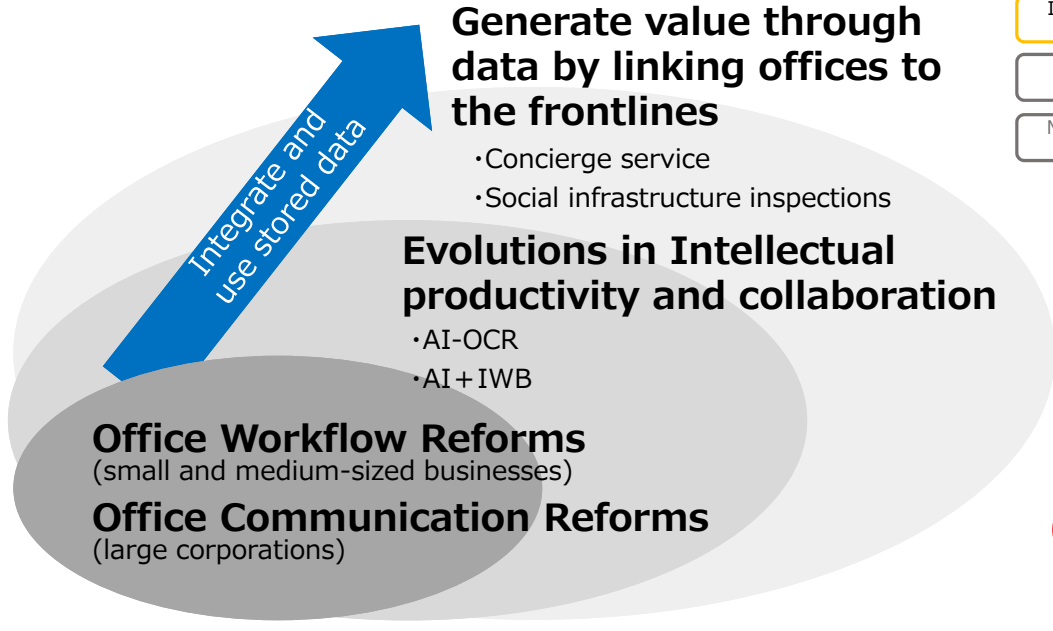 Generate value through
data by linking offices to
the frontlines
・Concierge service
・Social infrastructure inspections
Integrate and
use stored data
Evolutions in Intellectual
productivity and collaboration
・AI-OCR
・AI+IWB
Office Workflow Reforms
(small and medium-sized businesses)
Office Communication Reforms
(large corporations)